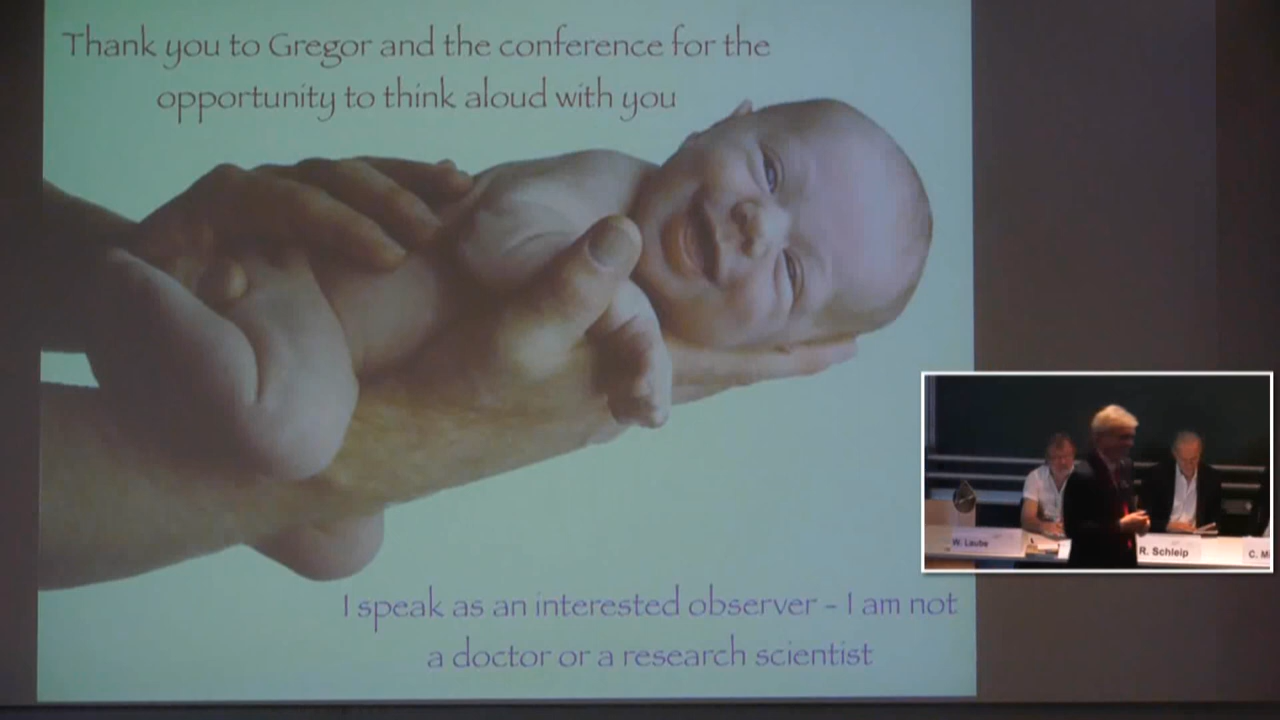 Thank you to Gregor and the conference for the
opportunity to think aloud with you
I speak as an interested observer - I am not
a doctor or a research scientist
W. Laube
R. Schleip
C. M